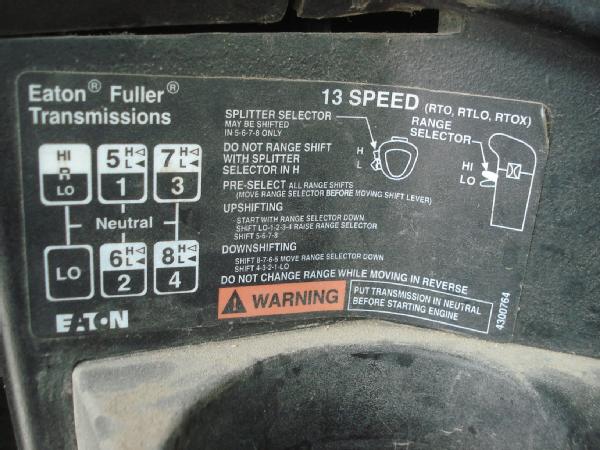 Eaton® Fuller®
Transmissions
HI
R
LO
5 H L
1
7 H L
3
Neutral
LO
6 H L
2
8 H L
4
EATON
13 SPEED (RTO, RTLO, RTOX)
SPLITTER SELECTOR
MAY BE SHIFTED
IN 5-6-7-8 ONLY
H
L
RANGE
SELECTOR
HI
LO
DO NOT RANGE SHIFT
WITH SPLITTER
SELECTOR IN H
PRE-SELECT ALL RANGE SHIFTS
(MOVE RANGE SELECTOR BEFORE MOVING SHIFT LEVER)
UPSHIFTING
START WITH RANGE SELECTOR DOWN
SHIFT LO-1-2-3-4 RAISE RANGE SELECTOR
SHIFT 5-6-7-8
DOWNSHIFTING
SHIFT 8-7-6-5 MOVE RANGE SELECTOR DOWN
SHIFT 4-3-2-1-LO
DO NOT CHANGE RANGE WHILE MOVING IN REVERSE
WARNING
PUT TRANSMISSION IN NEUTRAL
BEFORE STARTING ENGINE
4300764